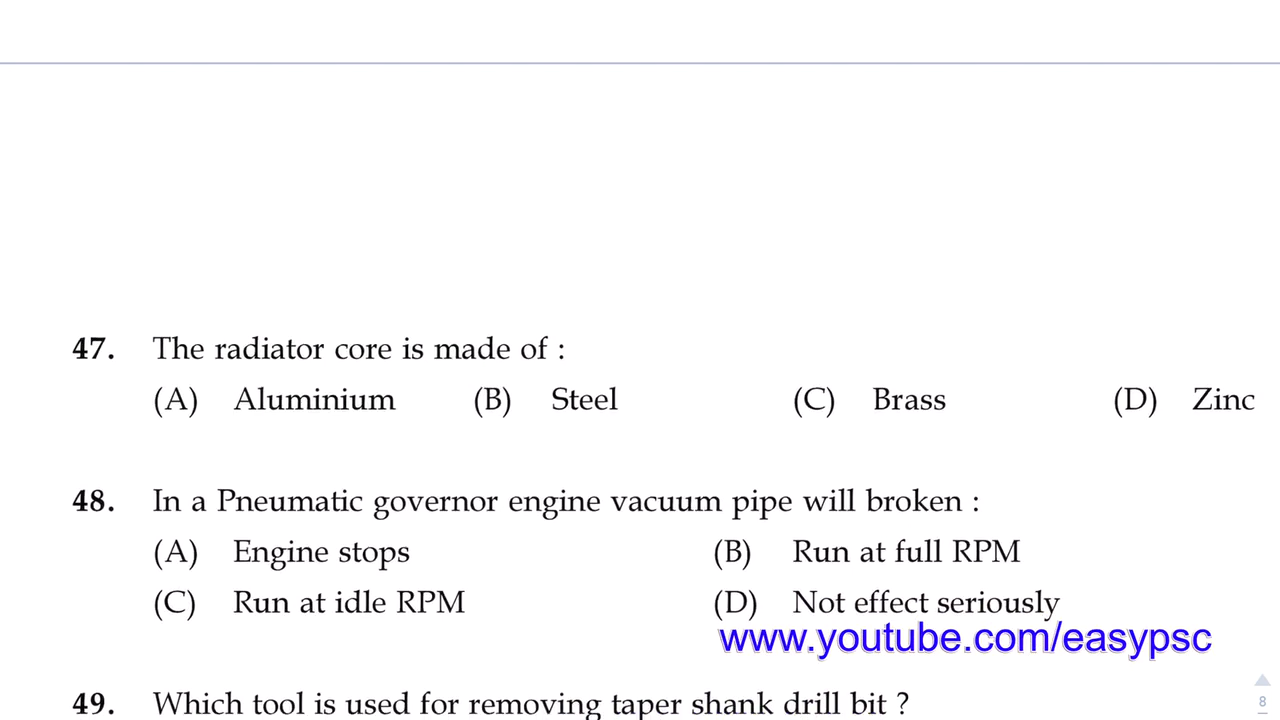 47. The radiator core is made of :
(A) Aluminium (B) Steel (C) Brass (D) Zinc
48. In a Pneumatic governor engine vacuum pipe will broken :
(A) Engine stops (B) Run at full RPM
(C) Run at idle RPM (D) Not effect seriously
www.youtube.com/easypsc
49. Which tool is used for removing taper shank drill bit ?
8